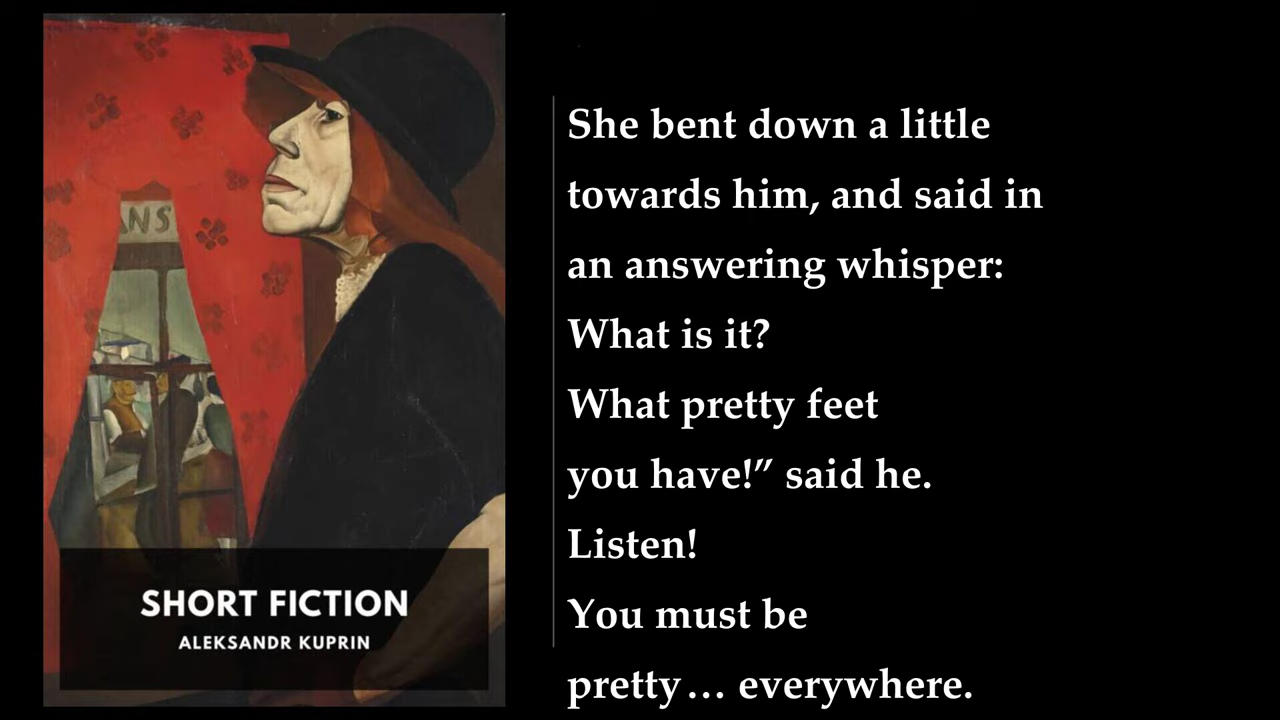 ANS
SHORT FICTION
ALEKSANDR KUPRIN
She bent down a little
towards him, and said in
an answering whisper:
What is it?
What pretty feet
you have!” said he.
Listen!
You must be
pretty… everywhere.